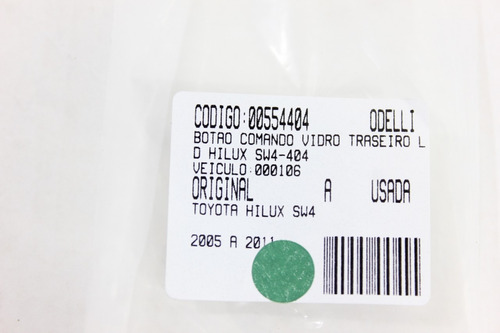 CODIGO:00554404 ODELLI
BOTAO COMANDO VIDRO TRASEIRO L
D HILUX SW4-404
VEICULO:000106
ORIGINAL A USADA
TOYOTA HILUX SW4
2005 A 2011